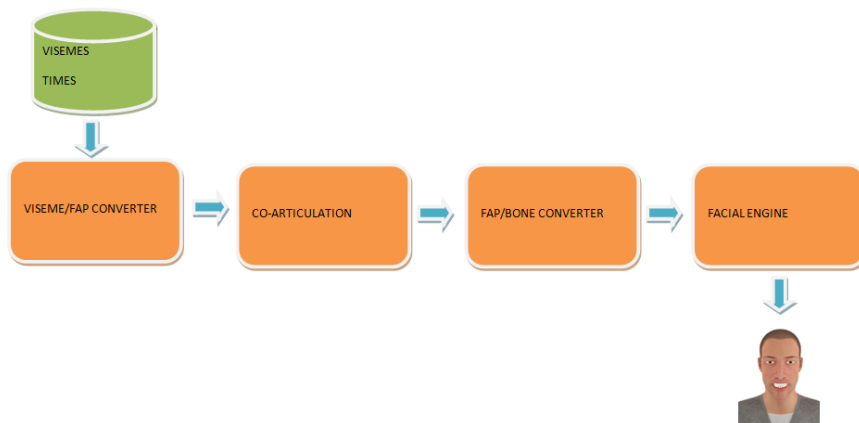 VISEMES
TIMES
VISEME/FAP CONVERTER
CO-ARTICULATION
FAP/BONE CONVERTER
FACIAL ENGINE